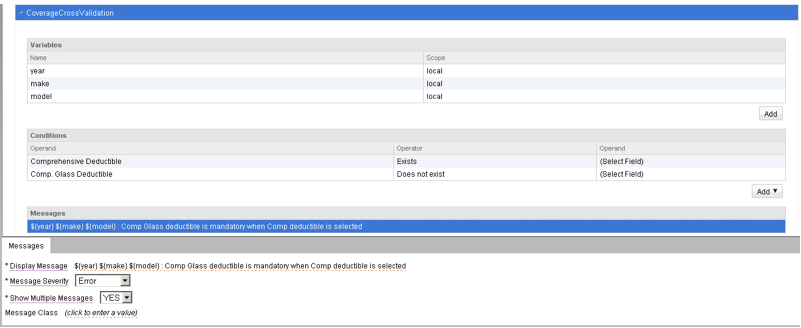 CoverageCrossValidation
Variables
Name Scope
year local
make local
model local
Add
Conditions
Operand Operator Operand
Comprehensive Deductible Exists (Select Field)
Comp. Glass Deductible Does not exist (Select Field)
Add
Messages
${year} ${make} ${model} : Comp Glass deductible is mandatory when Comp deductible is selected
Messages
* Display Message ${year} ${make} ${model} : Comp Glass deductible is mandatory when Comp deductible is selected
* Message Severity Error
* Show Multiple Messages YES
Message Class (click to enter a value)